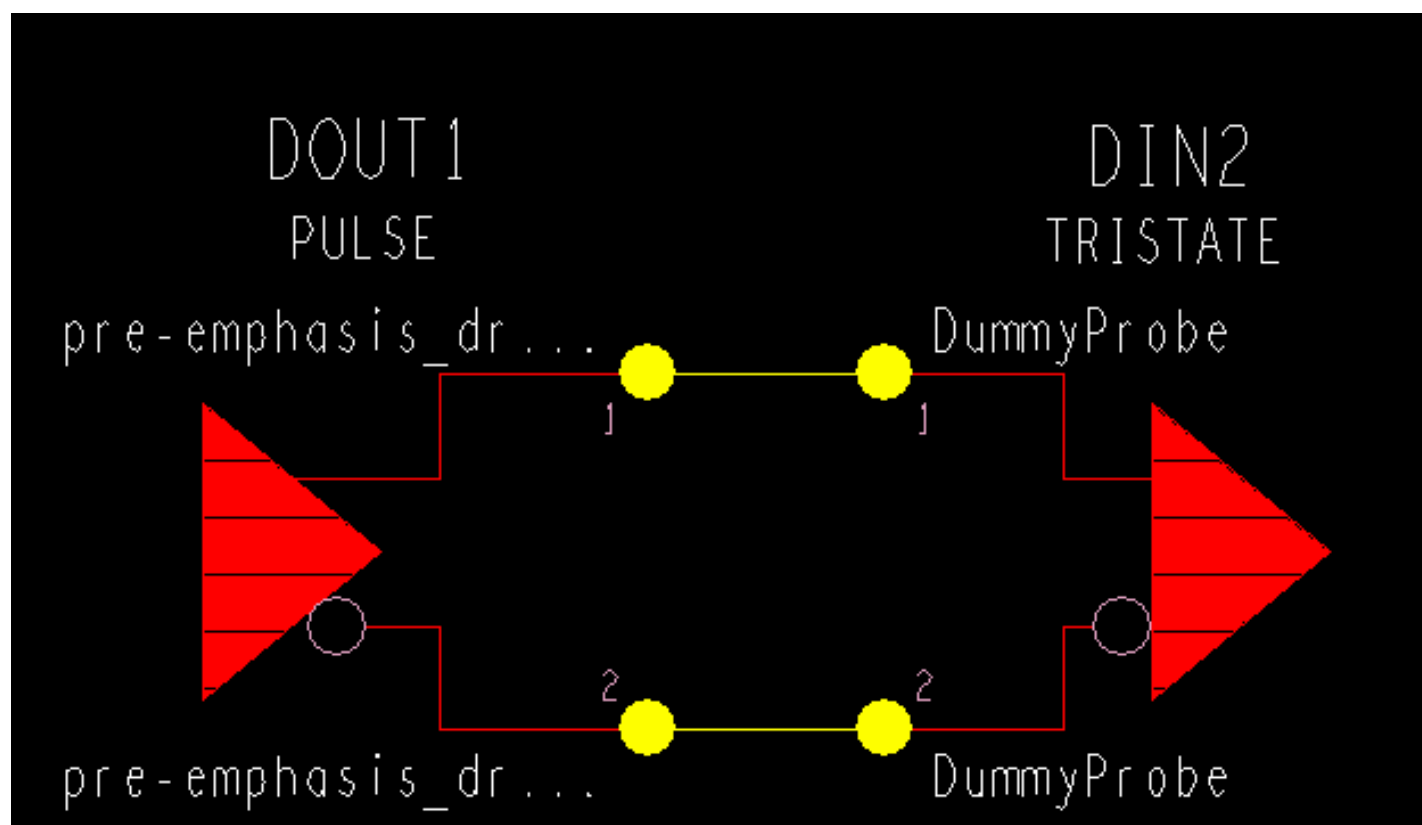 DOUT1
PULSE
pre-emphasis_dr...
1
2
pre-emphasis_dr...
DIN2
TRISTATE
DummyProbe
1
2
DummyProbe